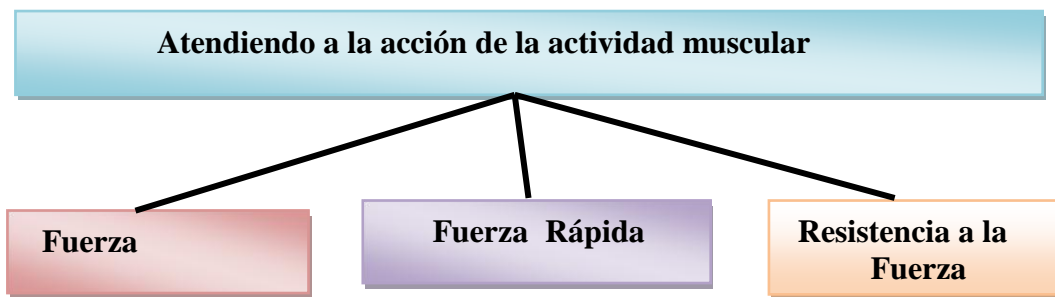 Atendiendo a la acción de la actividad muscular
Fuerza
Fuerza Rápida
Resistencia a la
Fuerza